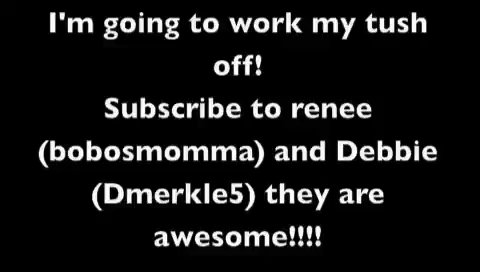 I'm going to work my tush
off!
Subscribe to renee
(bobosmomma) and Debbie
(Dmerkle5) they are
awesome!!!!